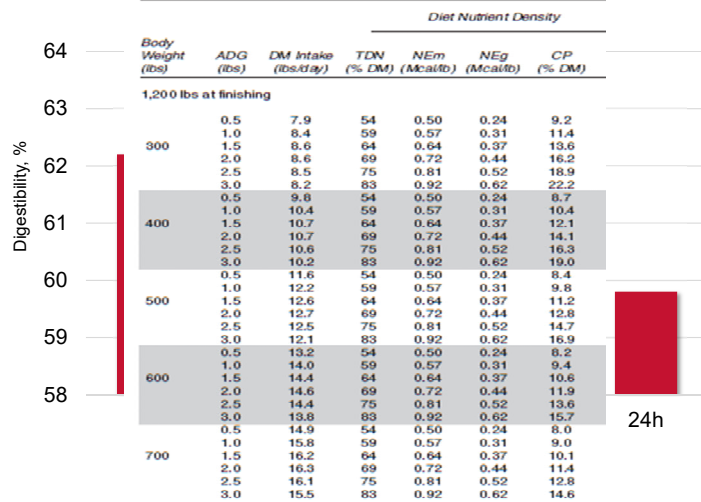 Diet Nutrient Density
Body
Weight ADG DM Intake TDN NEm NEg CP
(lbs) (lbs) (lbs/day) (% DM) (Mcal/lb) (Mcal/lb) (% DM)
1,200 lbs at finishing
0.5 7.9 54 0.50 0.24 9.2
1.0 8.4 59 0.57 0.31 11.4
300 1.5 8.6 64 0.64 0.37 13.6
2.0 8.6 69 0.72 0.44 16.2
2.5 8.5 75 0.81 0.52 18.9
3.0 8.2 83 0.92 0.62 22.2
0.5 9.8 54 0.50 0.24 8.7
1.0 10.4 59 0.57 0.31 10.4
400 1.5 10.7 64 0.64 0.37 12.1
2.0 10.7 69 0.72 0.44 14.1
2.5 10.6 75 0.81 0.52 16.3
3.0 10.2 83 0.92 0.62 19.0
0.5 11.6 54 0.50 0.24 8.4
1.0 12.2 59 0.57 0.31 9.8
500 1.5 12.6 64 0.64 0.37 11.2
2.0 12.7 69 0.72 0.44 12.8
2.5 12.5 75 0.81 0.52 14.7
3.0 12.1 83 0.92 0.62 16.9
0.5 13.2 54 0.50 0.24 8.2
1.0 14.0 59 0.57 0.31 9.4
600 1.5 14.4 64 0.64 0.37 10.6
2.0 14.6 69 0.72 0.44 11.9
2.5 14.4 75 0.81 0.52 13.6
3.0 13.8 83 0.92 0.62 15.7
0.5 14.9 54 0.50 0.24 8.0
1.0 15.8 59 0.57 0.31 9.0
700 1.5 16.2 64 0.64 0.37 10.1
2.0 16.3 69 0.72 0.44 11.4
2.5 16.1 75 0.81 0.52 12.8
3.0 15.5 83 0.92 0.62 14.6
Digestibility, %
64
63
62
61
60
59
58
24h